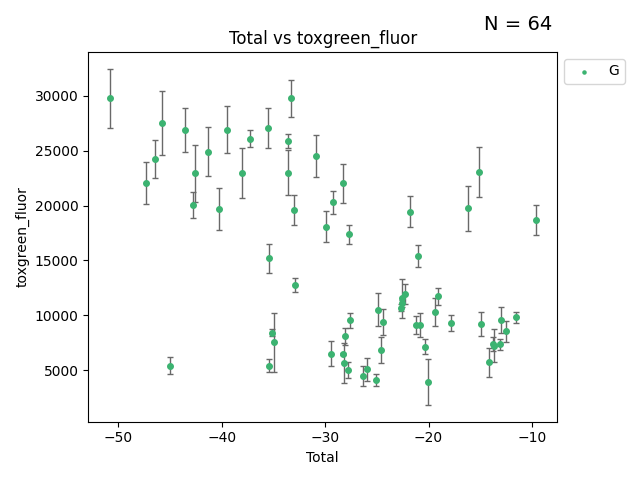 N = 64
Total vs toxgreen_fluor
G
30000
25000
20000
15000
10000
5000
toxgreen_fluor
−50 −40 −30 −20 −10
Total